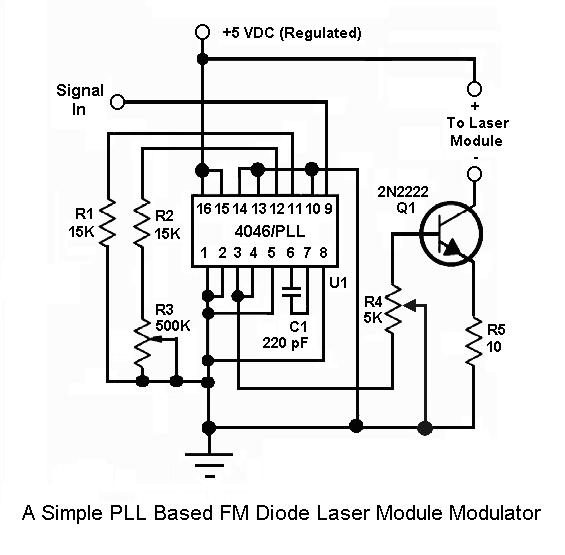 +5 VDC (Regulated)
Signal
In
+
To Laser
Module
-
2N2222
Q1
R1
15K
R2
15K
16 15 14 13 12 11 10 9
4046/PLL
1 2 3 4 5 6 7 8
U1
R3
500K
C1
220 pF
R4
5K
R5
10
A Simple PLL Based FM Diode Laser Module Modulator